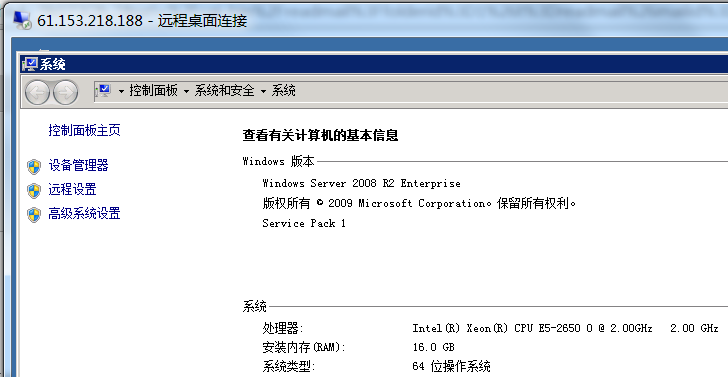 61.153.218.188 - 远程桌面连接
系统
控制面板 系统和安全 系统
控制面板主页
设备管理器
远程设置
高级系统设置
查看有关计算机的基本信息
Windows 版本
Windows Server 2008 R2 Enterprise
版权所有 © 2009 Microsoft Corporation。保留所有权利。
Service Pack 1
系统
处理器: Intel(R) Xeon(R) CPU E5-2650 0 @ 2.00GHz 2.00 GHz
安装内存(RAM): 16.0 GB
系统类型: 64 位操作系统